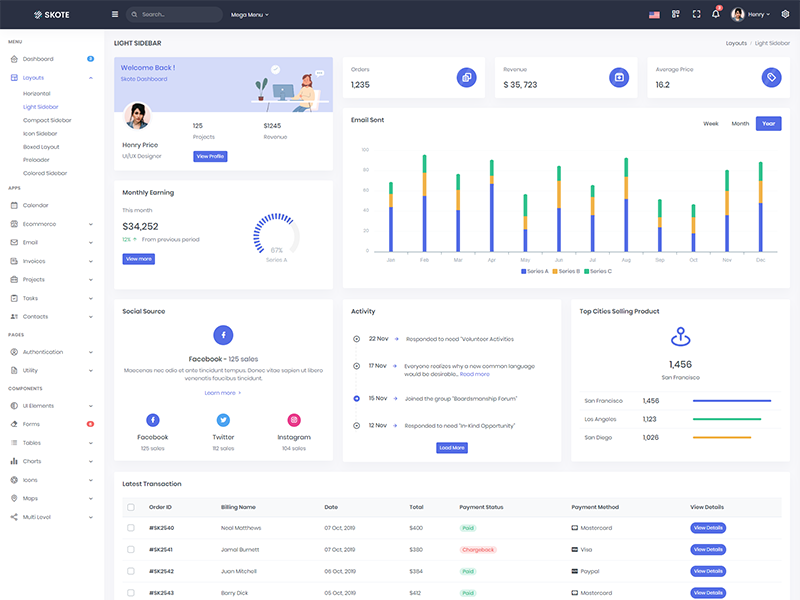 SKOTE
Search...
Mega Menu
3
Henry
MENU
Dashboard
Layouts
Horizontal
Light Sidebar
Compact Sidebar
Icon Sidebar
Boxed Layout
Preloader
Colored Sidebar
APPS
Calendar
Ecommerce
Email
Invoices
Projects
Tasks
Contacts
PAGES
Authentication
Utility
COMPONENTS
UI Elements
Forms
Tables
Charts
Icons
Maps
Multi Level
LIGHT SIDEBAR
Layouts / Light Sidebar
Welcome Back !
Skote Dashboard
Henry Price
UI/UX Designer
125
Projects
$1245
Revenue
View Profile
Orders
1,235
Revenue
$ 35, 723
Average Price
16.2
Monthly Earning
This month
$34,252
12% From previous period
View more
67%
Series A
Email Sent
Week Month Year
100
80
60
40
20
0
Jan Feb Mar Apr May Jun Jul Aug Sep Oct Nov Dec
Series A Series B Series C
Social Source
Facebook - 125 sales
Maecenas nec odio et ante tincidunt tempus. Donec vitae sapien ut libero
venenatis faucibus tincidunt.
Learn more >
Facebook
125 sales
Twitter
112 sales
Instagram
104 sales
Activity
22 Nov Responded to need "Volunteer Activities
17 Nov Everyone realizes why a new common language
would be desirable... Read more
15 Nov Joined the group "Boardsmanship Forum"
12 Nov Responded to need "In-Kind Opportunity"
Load More
Top Cities Selling Product
1,456
San Francisco
San Francisco 1,456
Los Angeles 1,123
San Diego 1,026
Latest Transaction
Order ID Billing Name Date Total Payment Status Payment Method View Details
#SK2540 Neal Matthews 07 Oct, 2019 $400 Paid Mastercard View Details
#SK2541 Jamal Burnett 07 Oct, 2019 $380 Chargeback Visa View Details
#SK2542 Juan Mitchell 06 Oct, 2019 $384 Paid Paypal View Details
#SK2543 Barry Dick 05 Oct, 2019 $412 Paid Mastercard View Details